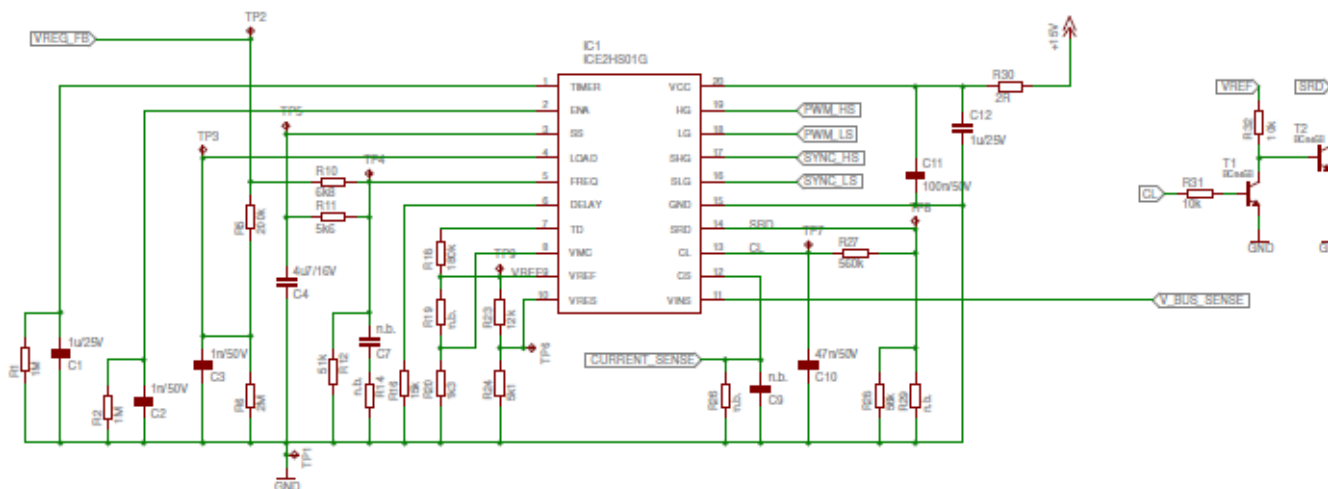 TP2
VREG_FB
IC1
ICE2HS01G
+15V
1 TIMER VCC 20
2 ENA HG 19
3 SS LG 18
4 LOAD SHG 17
5 FREQ SLG 16
6 DELAY GND 15
7 TD SRD 14
8 VMC CL 13
9 VREF CS 12
10 VRES VINS 11
R30
2R
PWM_HS
PWM_LS
SYNC_HS
SYNC_LS
C12
1u/25V
C11
100n/50V
VREF
SRD
R32
10k
T2
T1
CL
R31
10k
GND
TP5
TP3
TP4
R10
6k8
R11
5k6
R5
200k
4u7/16V
C4
R18
180k
VREF
TP9
R19
n.b.
R23
12k
TP6
SRD
TP8
CL
TP7
R27
560k
V_BUS_SENSE
CURRENT_SENSE
R1
1M
1u/25V
C1
R2
1M
1n/50V
C2
1n/50V
C3
R6
2M
51k
R12
n.b.
C7
n.b.
R14
R16
15k
R20
1k3
R24
5k1
R26
n.b.
n.b.
C9
47n/50V
C10
56k
R29
n.b.
TP1
GND